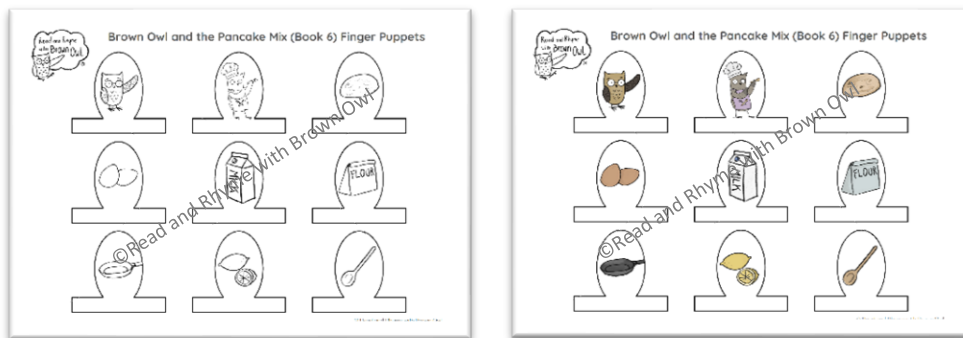 Read and Rhyme
with Brown Owl
Brown Owl and the Pancake Mix (Book 6) Finger Puppets
MILK
FLOUR
©Read and Rhyme With Brown Owl
Read and Rhyme
with Brown Owl
Brown Owl and the Pancake Mix (Book 6) Finger Puppets
MILK
FLOUR
©Read and Rhyme with Brown Owl